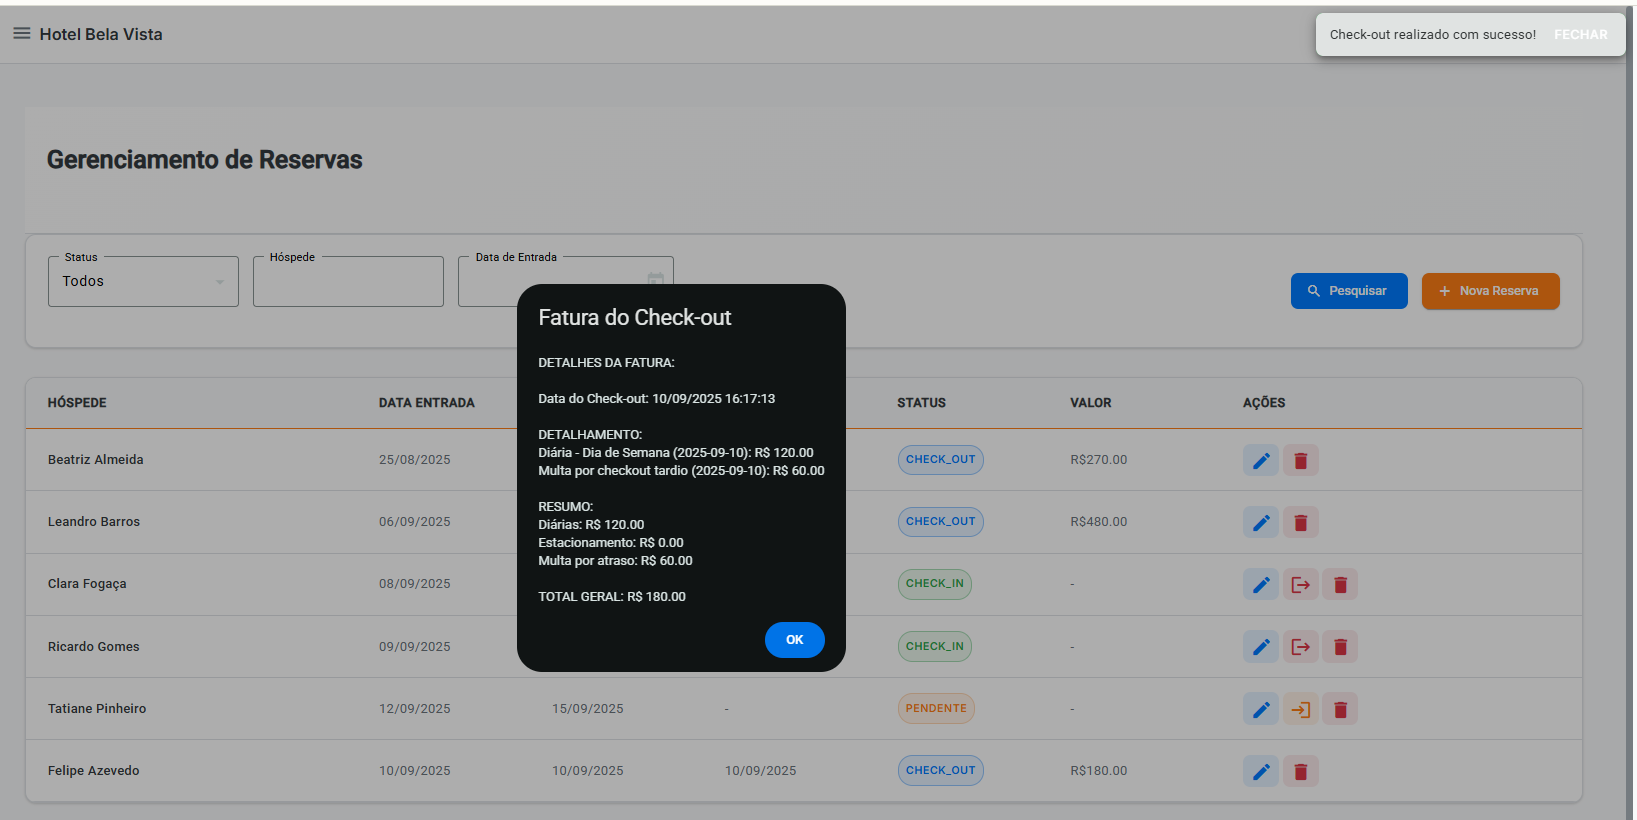 Hotel Bela Vista
Check-out realizado com sucesso! FECHAR
Gerenciamento de Reservas
Status
Todos
Hóspede
Data de Entrada
Pesquisar
+ Nova Reserva
Fatura do Check-out
DETALHES DA FATURA:
Data do Check-out: 10/09/2025 16:17:13
DETALHAMENTO:
Diária - Dia de Semana (2025-09-10): R$ 120.00
Multa por checkout tardio (2025-09-10): R$ 60.00
RESUMO:
Diárias: R$ 120.00
Estacionamento: R$ 0.00
Multa por atraso: R$ 60.00
TOTAL GERAL: R$ 180.00
OK
HÓSPEDE DATA ENTRADA STATUS VALOR AÇÕES
Beatriz Almeida 25/08/2025 CHECK_OUT R$270.00
Leandro Barros 06/09/2025 CHECK_OUT R$480.00
Clara Fogaça 08/09/2025 CHECK_IN -
Ricardo Gomes 09/09/2025 CHECK_IN -
Tatiane Pinheiro 12/09/2025 15/09/2025 - PENDENTE -
Felipe Azevedo 10/09/2025 10/09/2025 10/09/2025 CHECK_OUT R$180.00